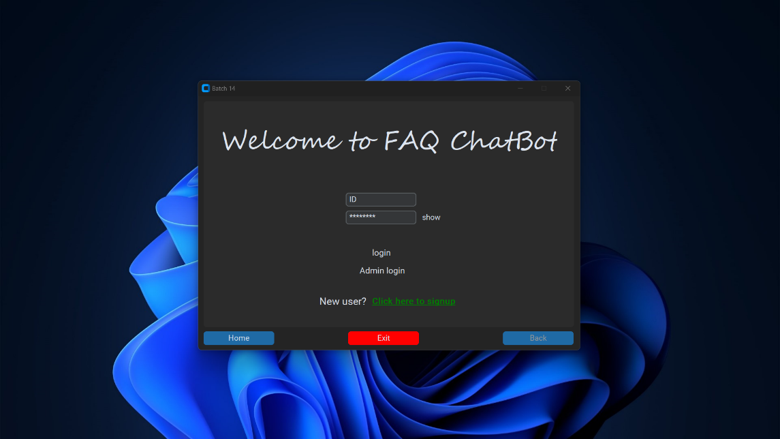 Batch 14
Welcome to FAQ ChatBot
ID
********
show
login
Admin login
New user? Click here to signup
Home
Exit
Back